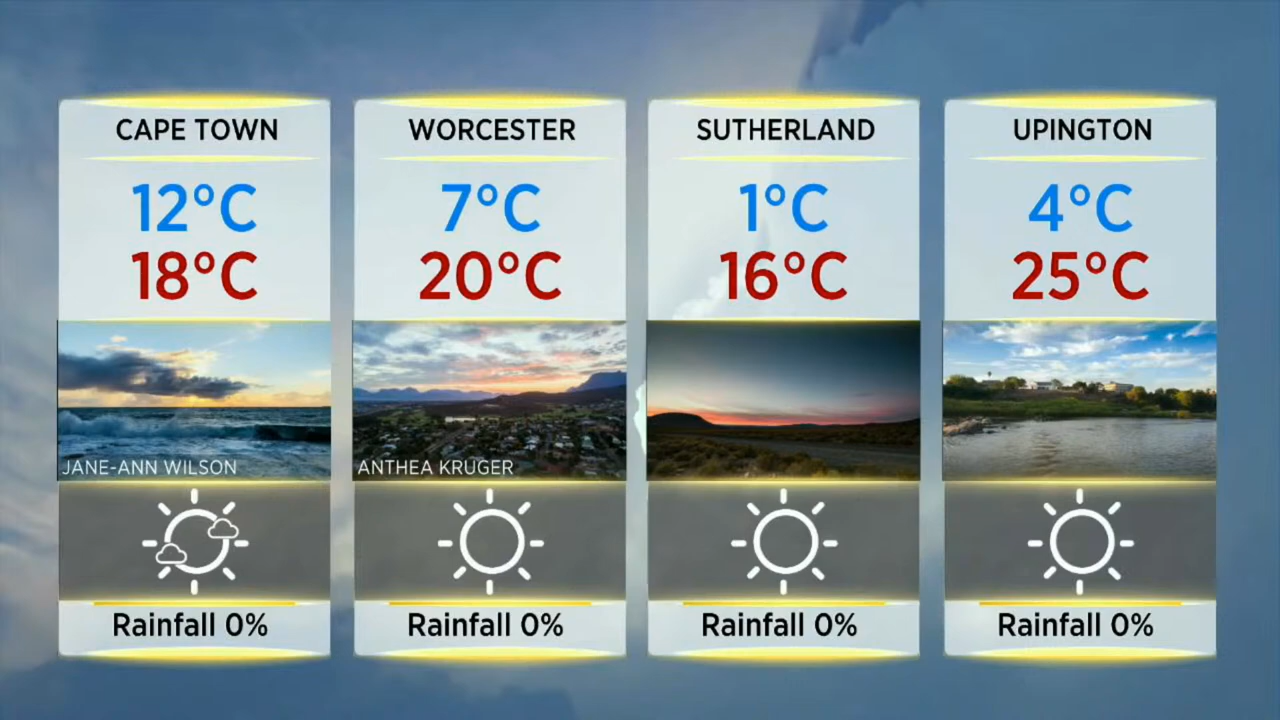 CAPE TOWN
12°C
18°C
JANE-ANN WILSON
Rainfall 0%
WORCESTER
7°C
20°C
ANTHEA KRUGER
Rainfall 0%
SUTHERLAND
1°C
16°C
Rainfall 0%
UPINGTON
4°C
25°C
Rainfall 0%